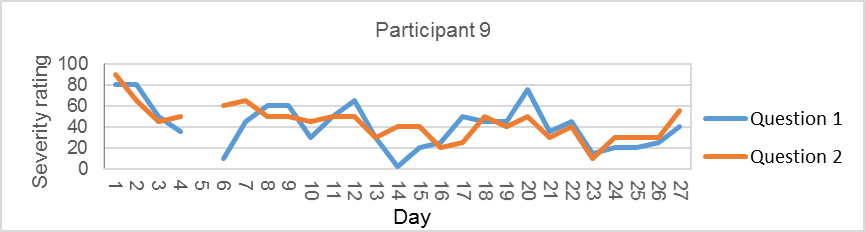 Participant 9
Severity rating
100
80
60
40
20
0
1 2 3 4 5 6 7 8 9 10 11 12 13 14 15 16 17 18 19 20 21 22 23 24 25 26 27
Day
Question 1
Question 2